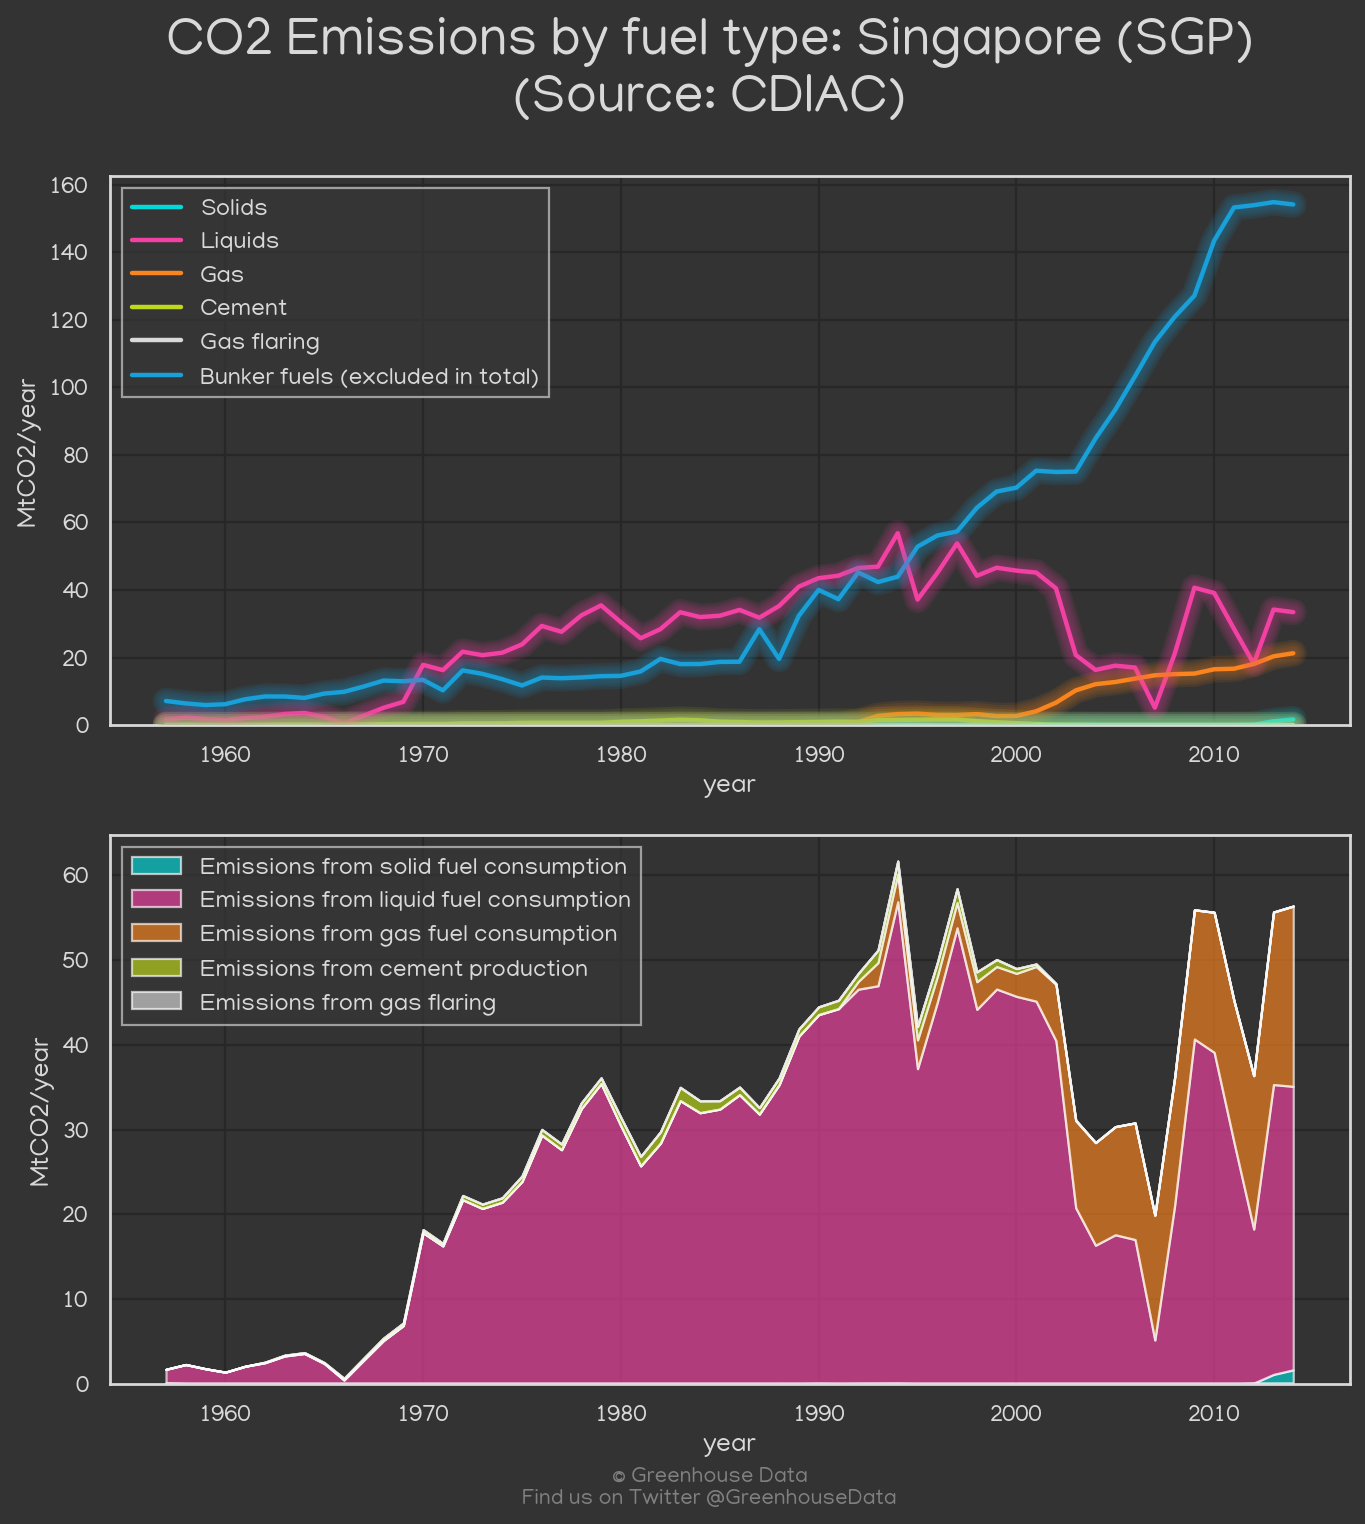 CO2 Emissions by fuel type: Singapore (SGP)
(Source: CDIAC)
160
140
120
100
80
60
40
20
0
MtCO2/year
Solids
Liquids
Gas
Cement
Gas flaring
Bunker fuels (excluded in total)
1960 1970 1980 1990 2000 2010
year
60
50
40
30
20
10
0
MtCO2/year
Emissions from solid fuel consumption
Emissions from liquid fuel consumption
Emissions from gas fuel consumption
Emissions from cement production
Emissions from gas flaring
1960 1970 1980 1990 2000 2010
year
© Greenhouse Data
Find us on Twitter @GreenhouseData